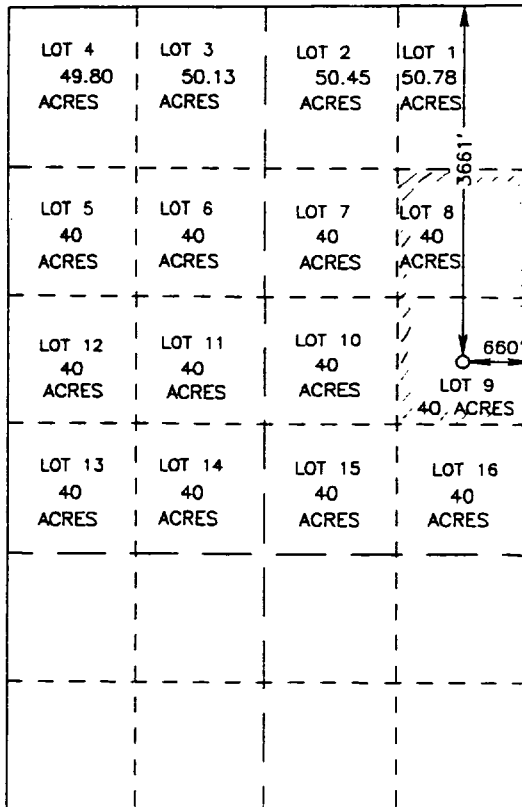 LOT 4
49.80
ACRES
LOT 3
50.13
ACRES
LOT 2
50.45
ACRES
LOT 1
50.78
ACRES
3661'
LOT 5
40
ACRES
LOT 6
40
ACRES
LOT 7
40
ACRES
LOT 8
40
ACRES
LOT 12
40
ACRES
LOT 11
40
ACRES
LOT 10
40
ACRES
660'
LOT 9
40 ACRES
LOT 13
40
ACRES
LOT 14
40
ACRES
LOT 15
40
ACRES
LOT 16
40
ACRES